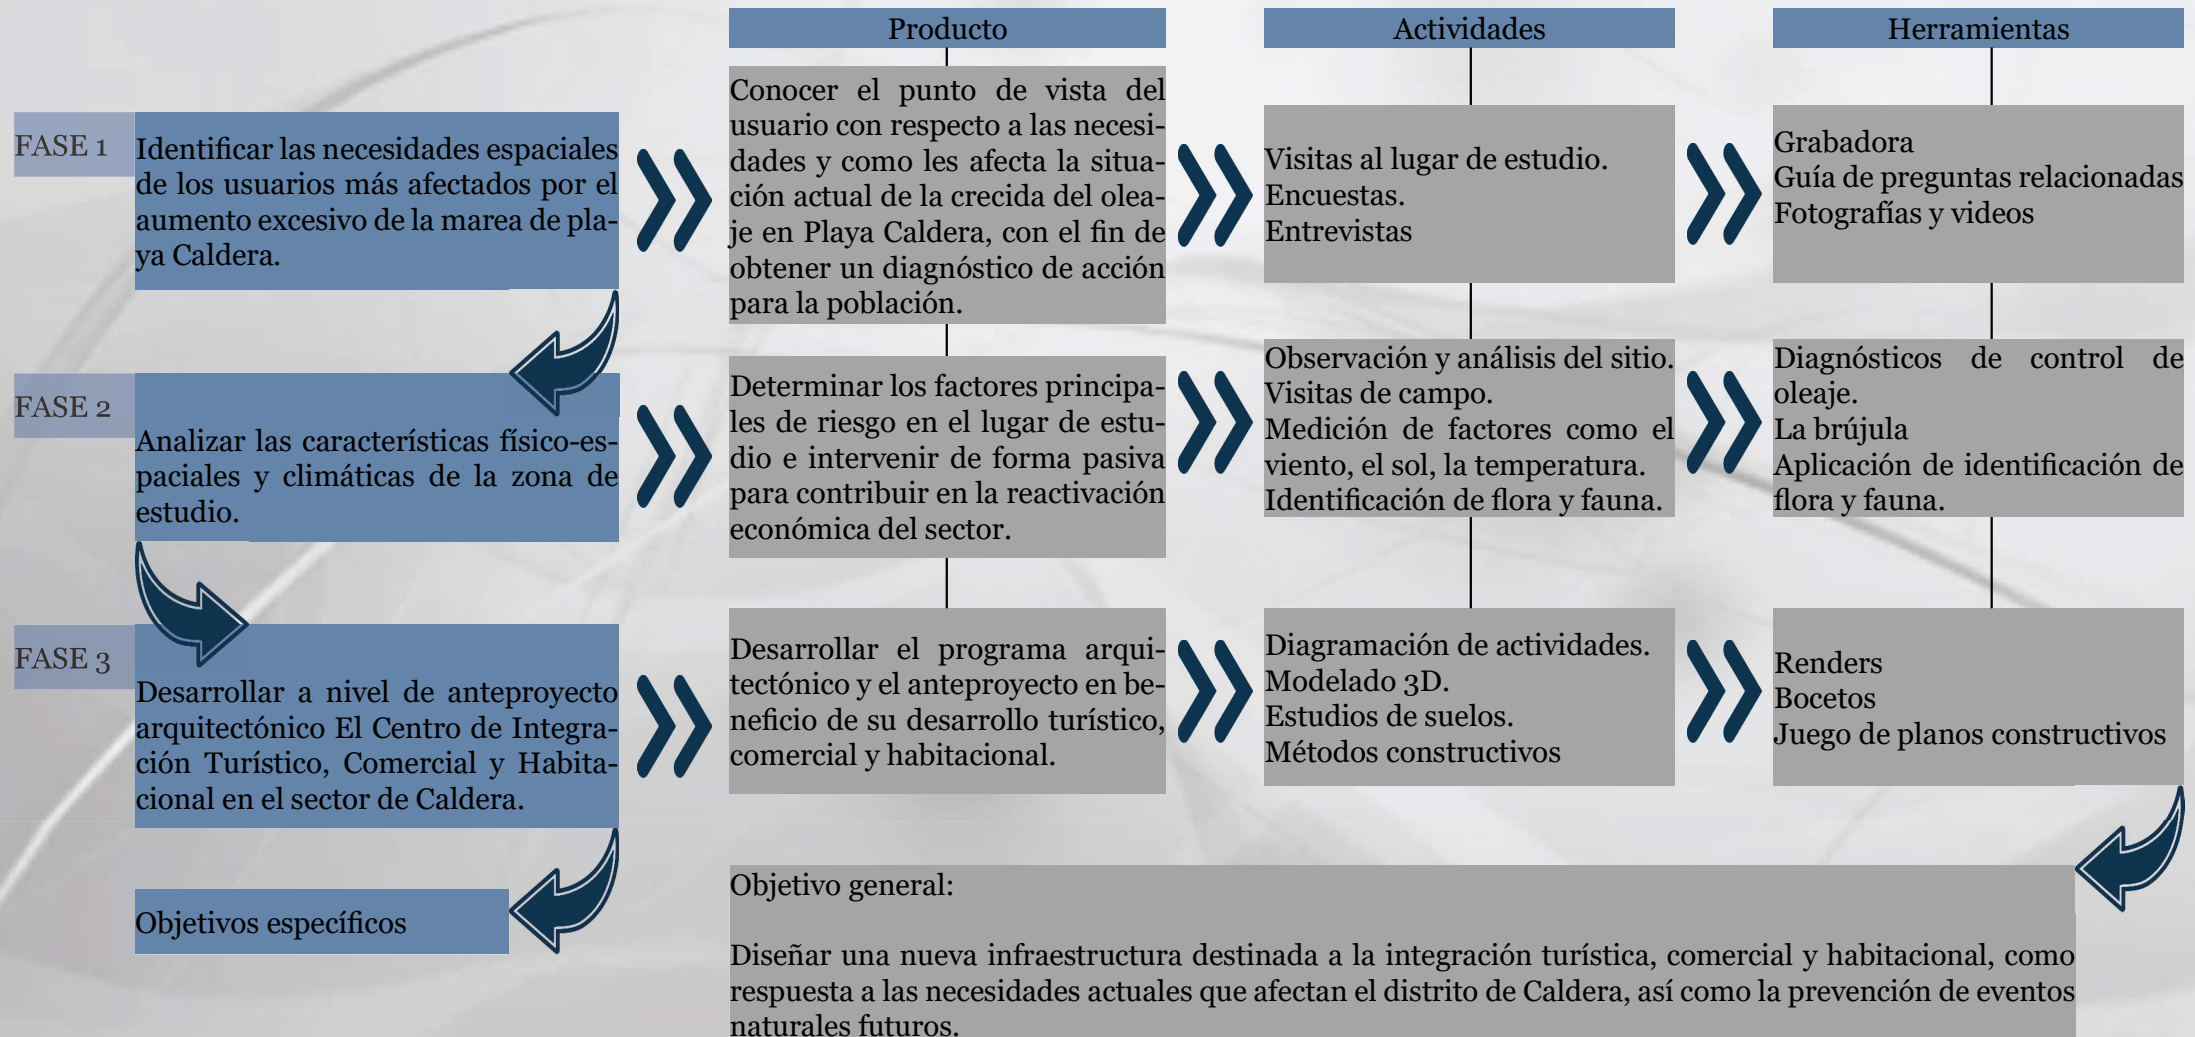 Producto
Actividades
Herramientas
FASE 1
Identificar las necesidades espaciales
de los usuarios más afectados por el
aumento excesivo de la marea de pla-
ya Caldera.
Conocer el punto de vista del
usuario con respecto a las necesi-
dades y como les afecta la situa-
ción actual de la crecida del olea-
je en Playa Caldera, con el fin de
obtener un diagnóstico de acción
para la población.
Visitas al lugar de estudio.
Encuestas.
Entrevistas
Grabadora
Guía de preguntas relacionadas
Fotografías y videos
FASE 2
Analizar las características físico-es-
paciales y climáticas de la zona de
estudio.
Determinar los factores principa-
les de riesgo en el lugar de estu-
dio e intervenir de forma pasiva
para contribuir en la reactivación
económica del sector.
Observación y análisis del sitio.
Visitas de campo.
Medición de factores como el
viento, el sol, la temperatura.
Identificación de flora y fauna.
Diagnósticos de control de
oleaje.
La brújula
Aplicación de identificación de
flora y fauna.
FASE 3
Desarrollar a nivel de anteproyecto
arquitectónico El Centro de Integra-
ción Turístico, Comercial y Habita-
cional en el sector de Caldera.
Desarrollar el programa arqui-
tectónico y el anteproyecto en be-
neficio de su desarrollo turístico,
comercial y habitacional.
Diagramación de actividades.
Modelado 3D.
Estudios de suelos.
Métodos constructivos
Renders
Bocetos
Juego de planos constructivos
Objetivos específicos
Objetivo general:
Diseñar una nueva infraestructura destinada a la integración turística, comercial y habitacional, como
respuesta a las necesidades actuales que afectan el distrito de Caldera, así como la prevención de eventos
naturales futuros.